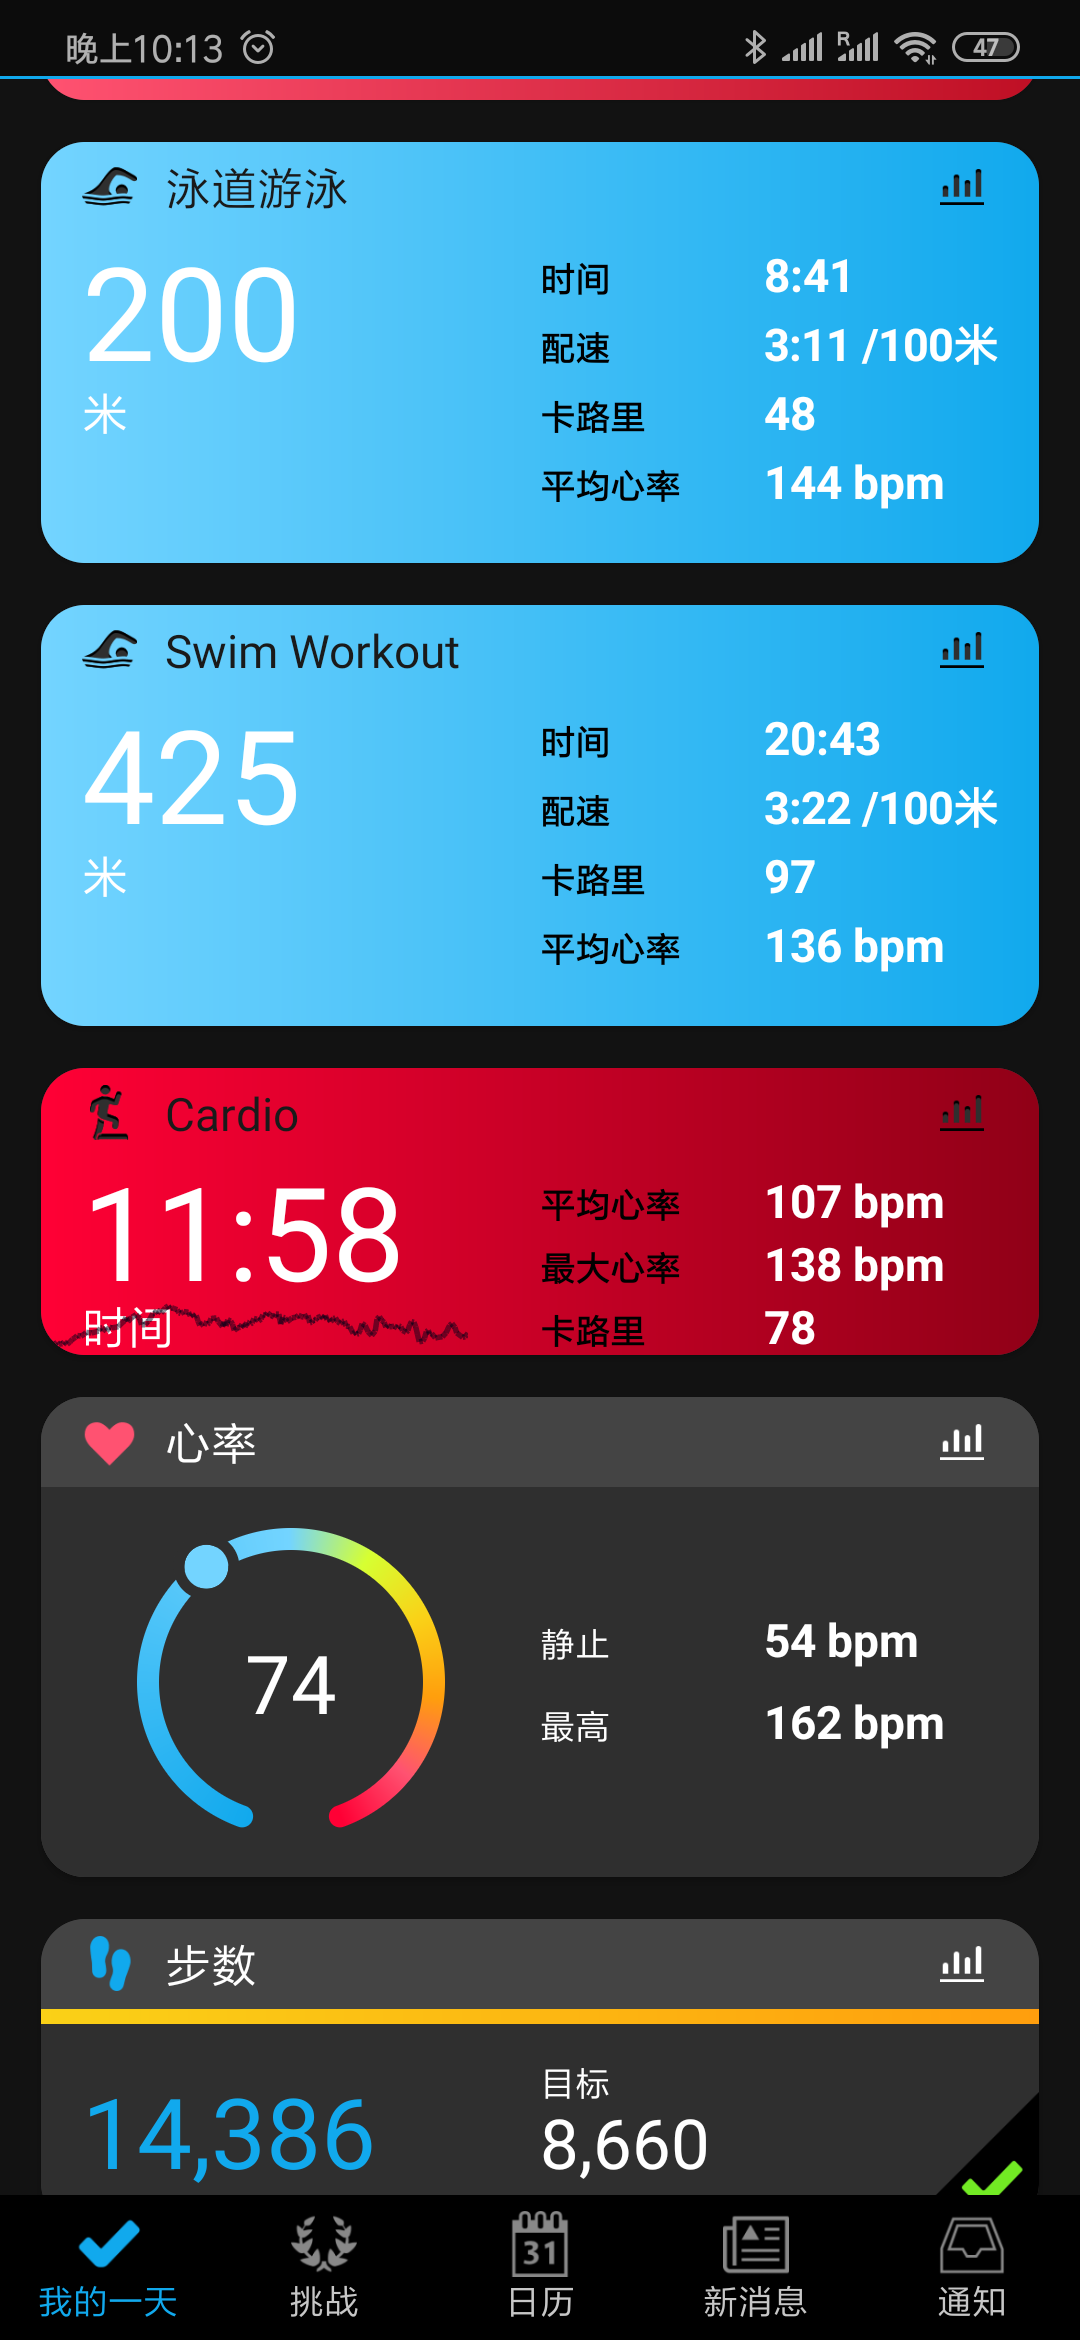 晚上10:13
R
47
泳道游泳
200
米
时间 8:41
配速 3:11 /100米
卡路里 48
平均心率 144 bpm
Swim Workout
425
米
时间 20:43
配速 3:22 /100米
卡路里 97
平均心率 136 bpm
Cardio
11:58
时间
平均心率 107 bpm
最大心率 138 bpm
卡路里 78
心率
74
静止 54 bpm
最高 162 bpm
步数
14,386
目标
8,660
31
我的一天 挑战 日历 新消息 通知